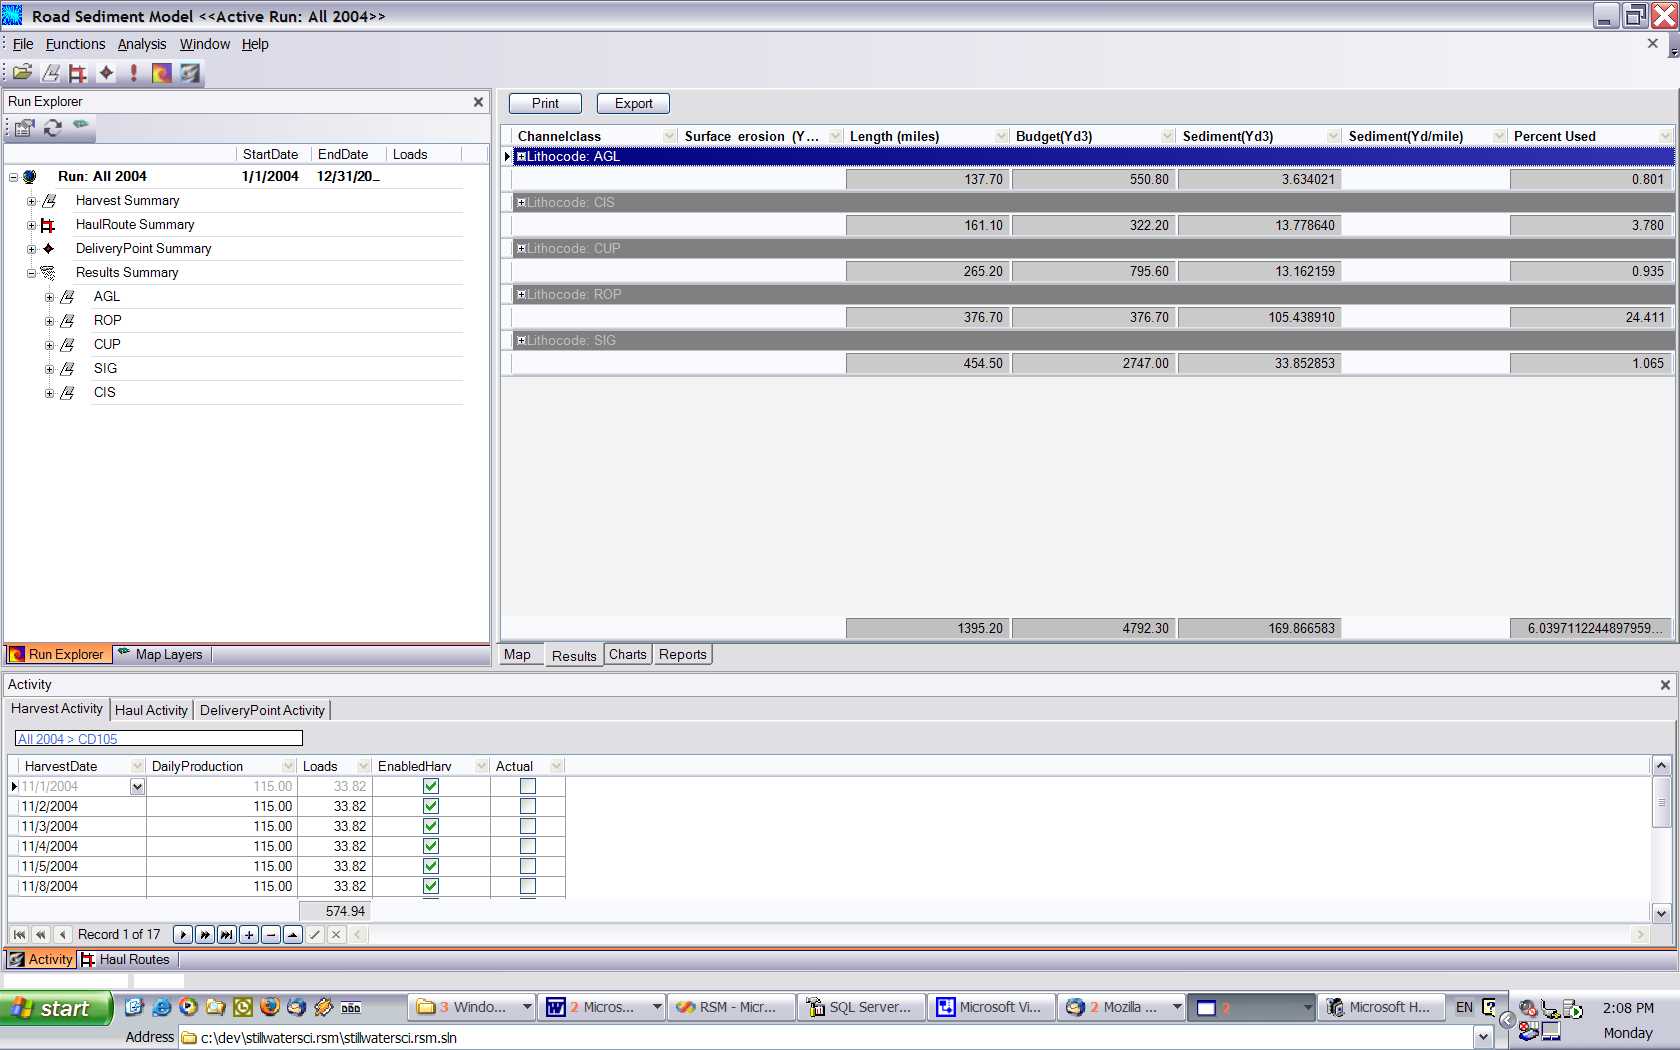 Road Sediment Model <<Active Run: All 2004>>
File Functions Analysis Window Help
Run Explorer
StartDate EndDate Loads
Run: All 2004 1/1/2004 12/31/20...
Harvest Summary
HaulRoute Summary
DeliveryPoint Summary
Results Summary
AGL
ROP
CUP
SIG
CIS
Run Explorer Map Layers
Print Export
Channelclass Surface erosion (Y... Length (miles) Budget(Yd3) Sediment(Yd3) Sediment(Yd/mile) Percent Used
Lithocode: AGL
137.70 550.80 3.634021 0.801
Lithocode: CIS
161.10 322.20 13.778640 3.780
Lithocode: CUP
265.20 795.60 13.162159 0.935
Lithocode: ROP
376.70 376.70 105.438910 24.411
Lithocode: SIG
454.50 2747.00 33.852853 1.065
1395.20 4792.30 169.866583 6.0397112244897959...
Map Results Charts Reports
Activity
Harvest Activity Haul Activity DeliveryPoint Activity
All 2004 > CD105
HarvestDate DailyProduction Loads EnabledHarv Actual
11/1/2004 115.00 33.82
11/2/2004 115.00 33.82
11/3/2004 115.00 33.82
11/4/2004 115.00 33.82
11/5/2004 115.00 33.82
11/8/2004 115.00 33.82
574.94
Record 1 of 17
Activity Haul Routes
start 3 Windo... 2 Micros... RSM - Micr... SQL Server... Microsoft Vi... 2 Mozilla ... 2 Microsoft H... EN 2:08 PM
Address c:\dev\stillwatersci.rsm\stillwatersci.rsm.sln Monday